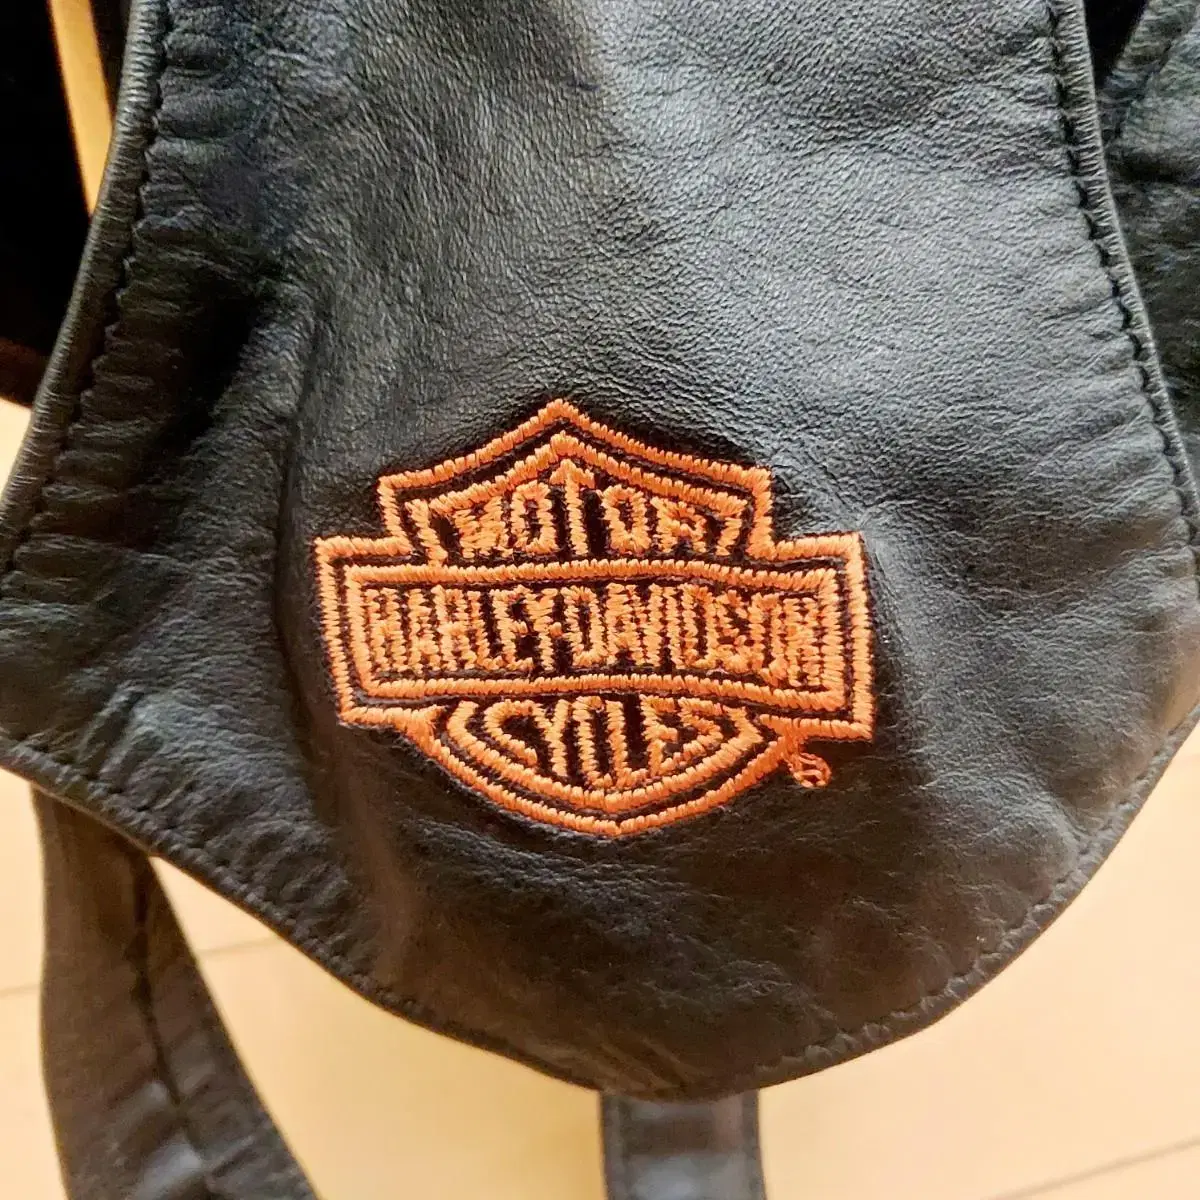 MOTOR
HARLEY-DAVIDSON
CYCLES
®